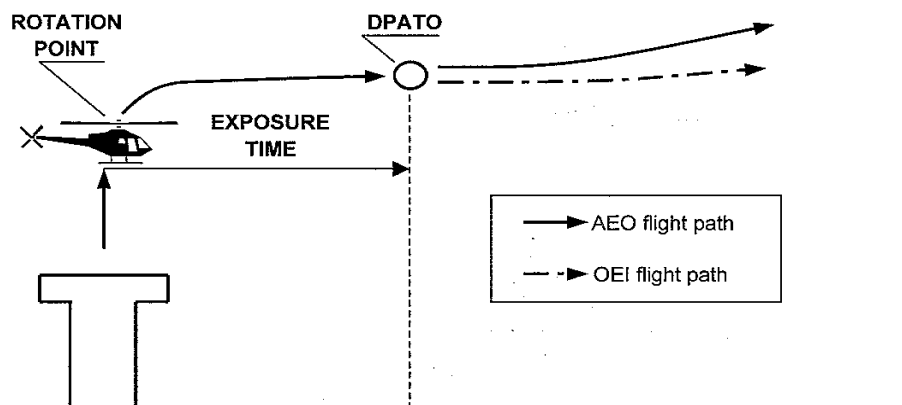 ROTATION
POINT
DPATO
EXPOSURE
TIME
AEO flight path
OEI flight path